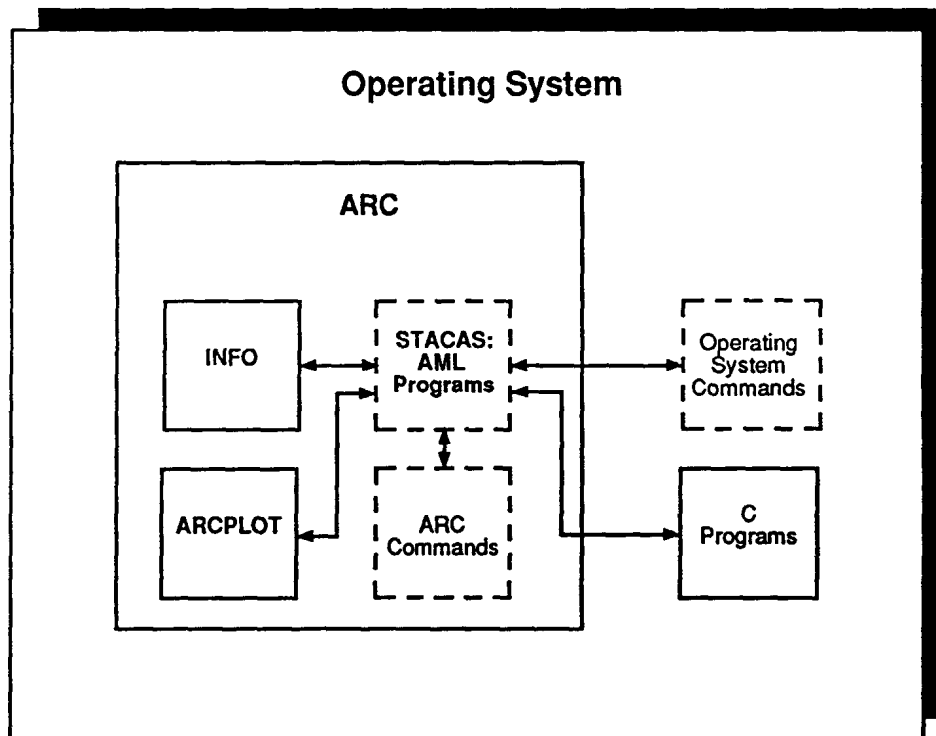 Operating System
ARC
INFO
STACAS:
AML
Programs
Operating
System
Commands
ARCPLOT
ARC
Commands
C
Programs